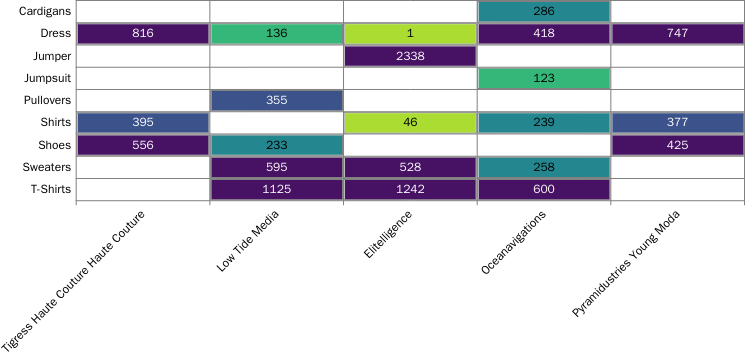 Cardigans 286
Dress 816 136 1 418 747
Jumper 2338
Jumpsuit 123
Pullovers 355
Shirts 395 46 239 377
Shoes 556 233 425
Sweaters 595 528 258
T-Shirts 1125 1242 600
Tigress Haute Couture Haute Couture
Low Tide Media
Elitelligence
Oceanavigations
Pyramidustries Young Moda